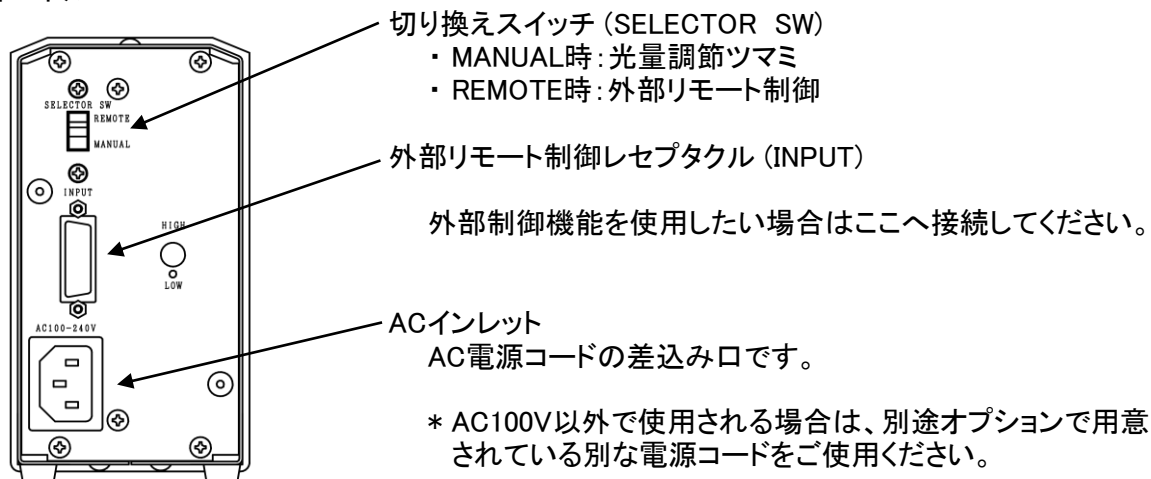 切り換えスイッチ (SELECTOR SW)
・ MANUAL時：光量調節ツマミ
・ REMOTE時：外部リモート制御
外部リモート制御レセプタクル (INPUT)
外部制御機能を使用したい場合はここへ接続してください。
ACインレット
AC電源コードの差込み口です。
* AC100V以外で使用される場合は、別途オプションで用意
されている別な電源コードをご使用ください。
SELECTOR SW
REMOTE
MANUAL
INPUT
HIGH
LOW
AC100-240V